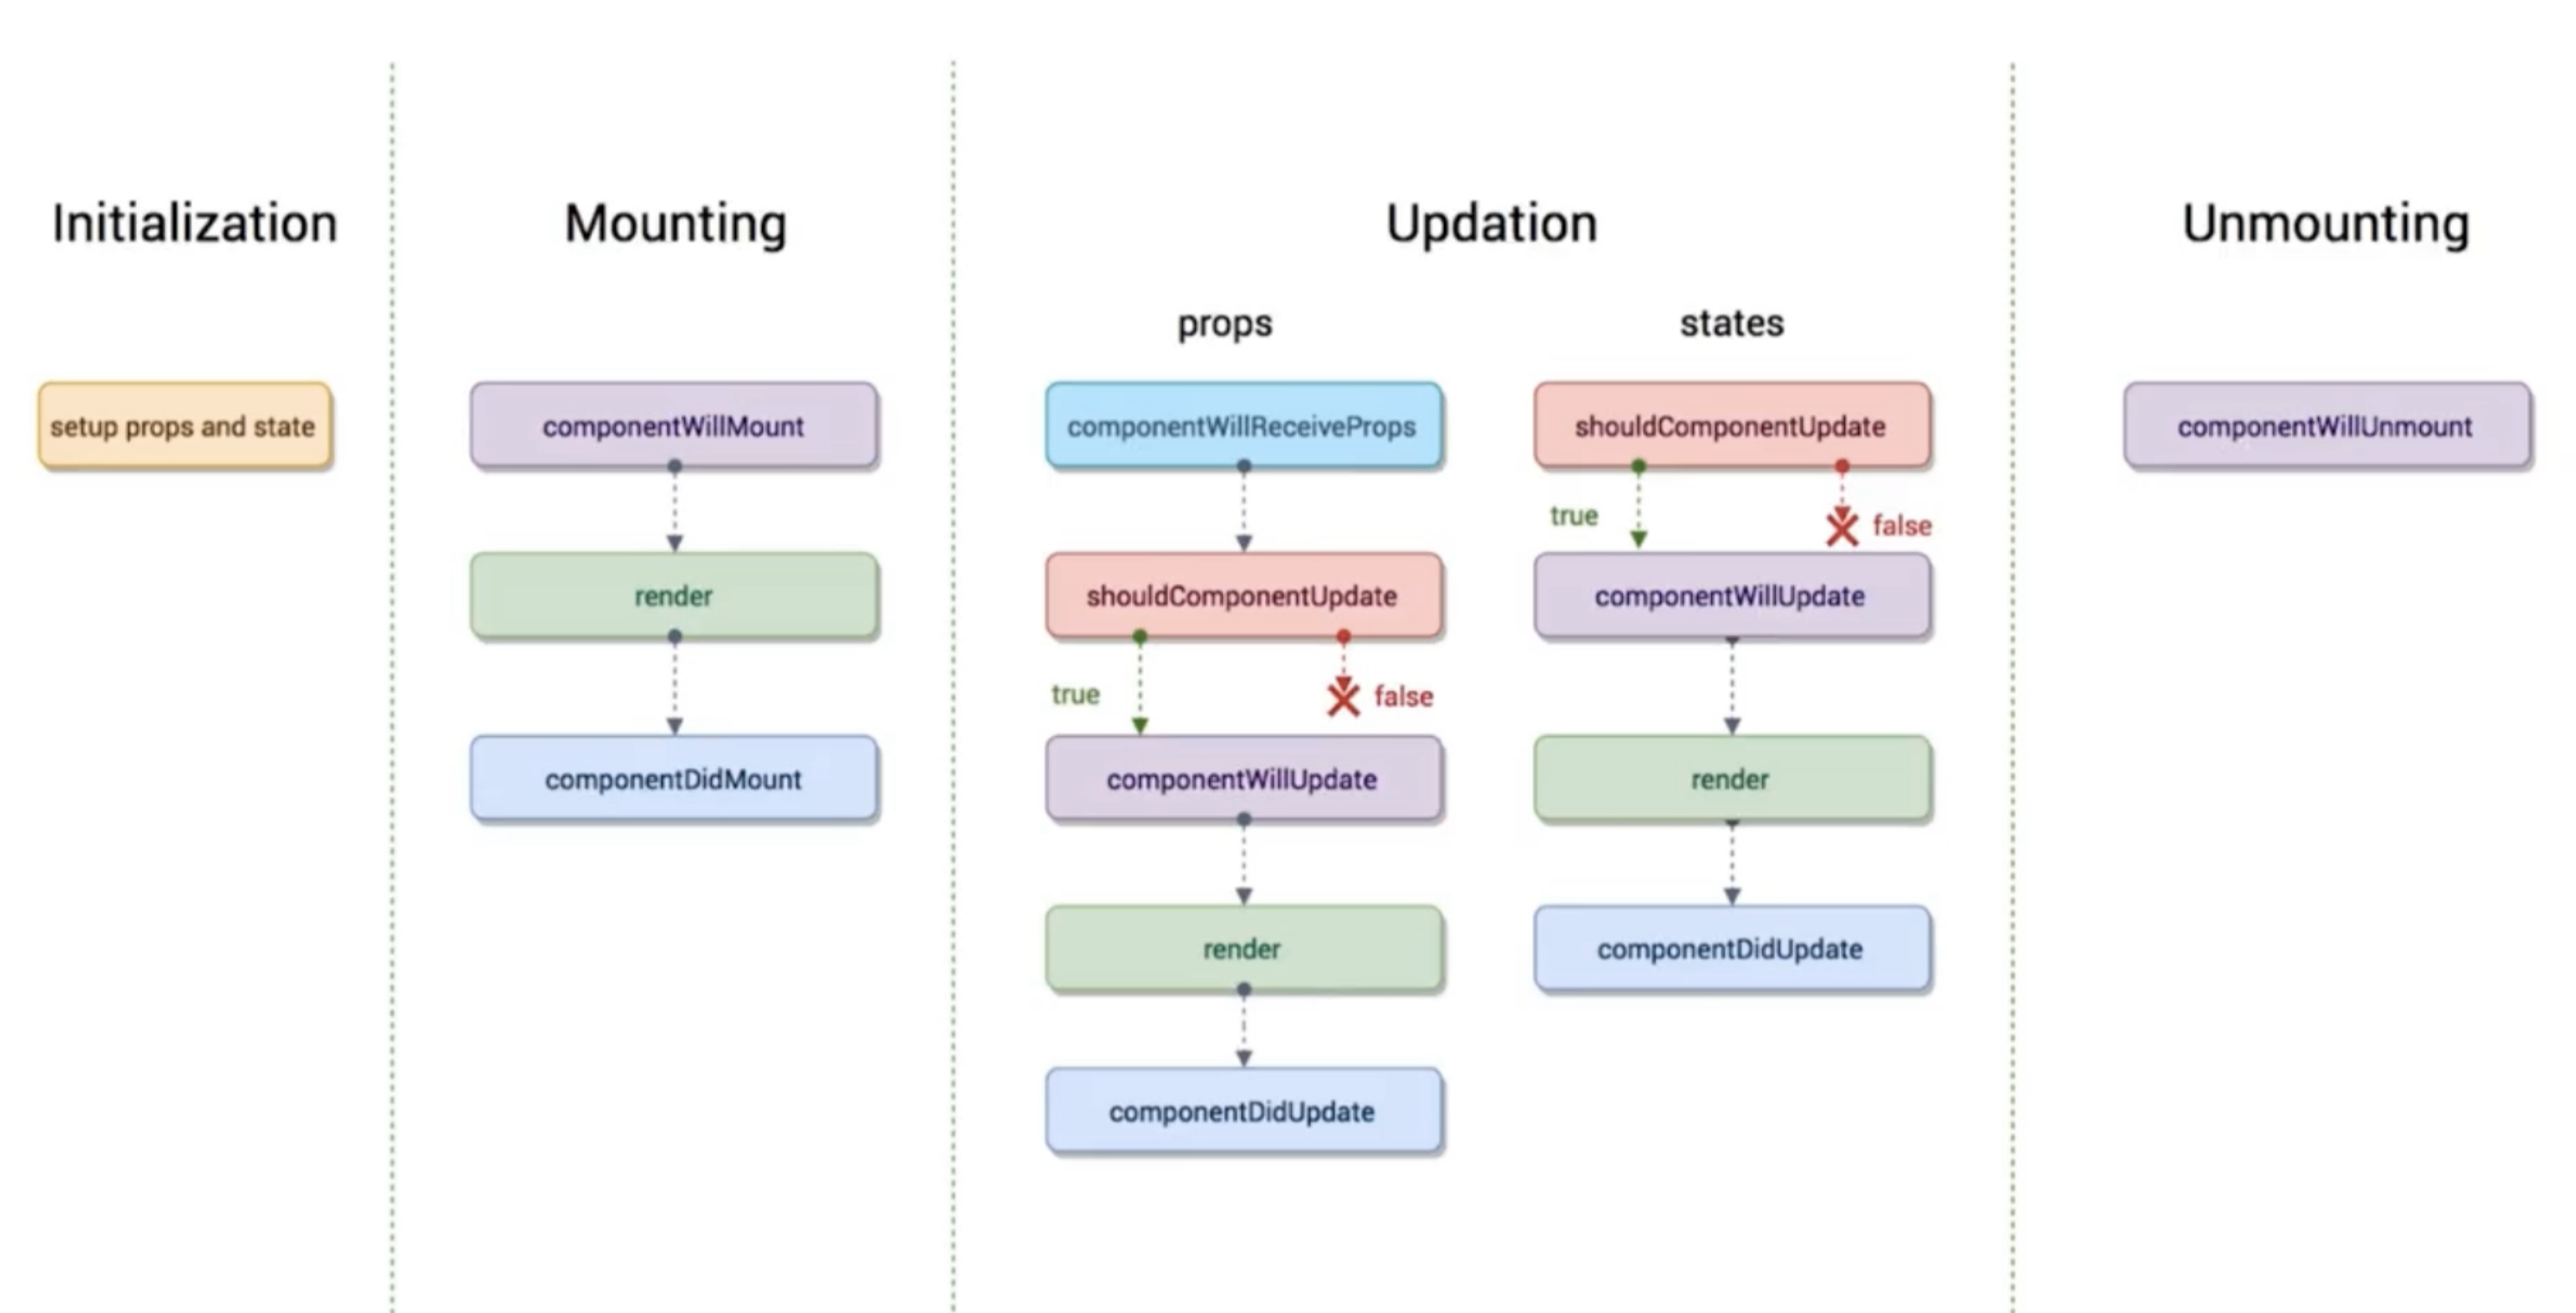 Initialization
setup props and state
Mounting
componentWillMount
render
componentDidMount
Updation
props
componentWillReceiveProps
shouldComponentUpdate
true
false
componentWillUpdate
render
componentDidUpdate
states
shouldComponentUpdate
true
false
componentWillUpdate
render
componentDidUpdate
Unmounting
componentWillUnmount